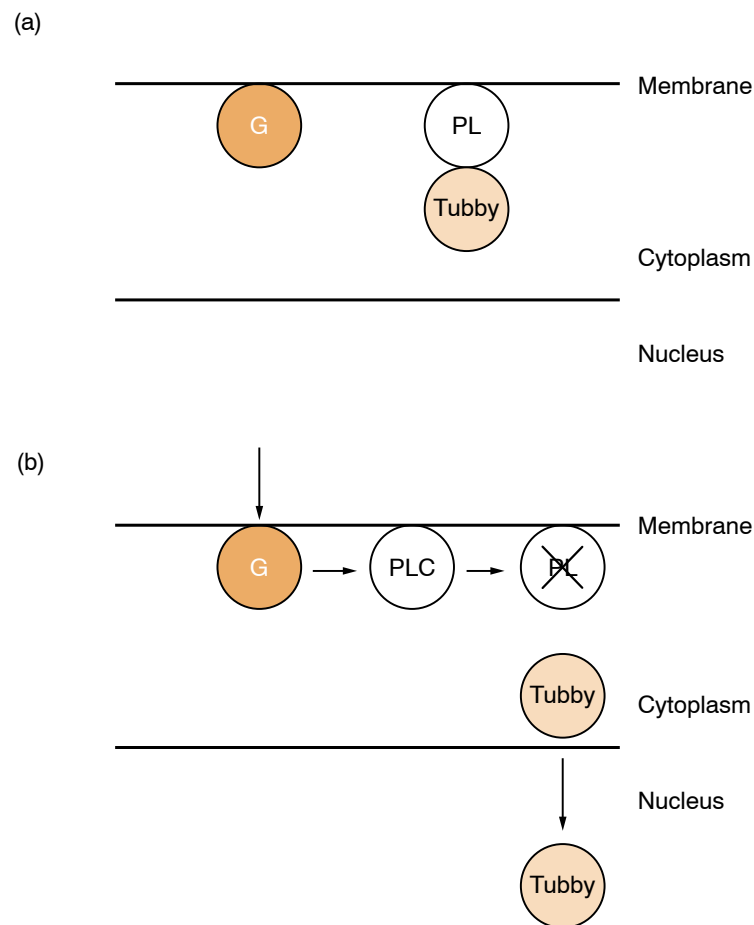 (a)
Membrane
G
PL
Tubby
Cytoplasm
Nucleus
(b)
Membrane
G
PLC
PL
Tubby
Cytoplasm
Nucleus
Tubby